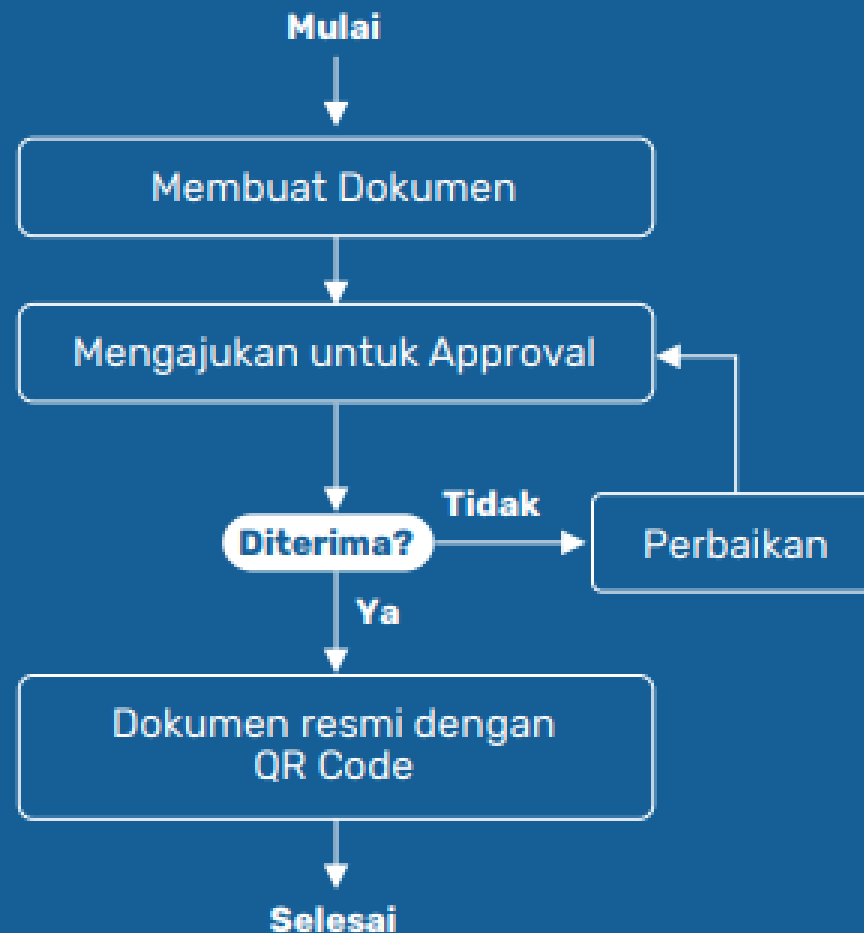 Mulai
Membuat Dokumen
Mengajukan untuk Approval
Diterima?
Tidak
Perbaikan
Ya
Dokumen resmi dengan
QR Code
Selesai